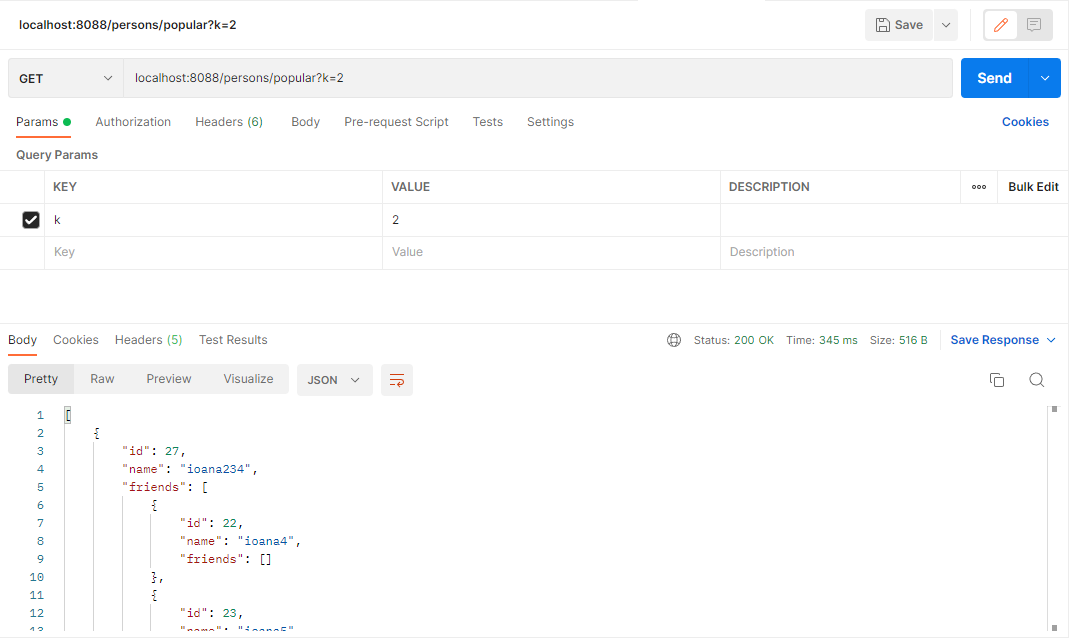 localhost:8088/persons/popular?k=2
Save
GET
localhost:8088/persons/popular?k=2
Send
Params Authorization Headers (6) Body Pre-request Script Tests Settings Cookies
Query Params
KEY VALUE DESCRIPTION ooo Bulk Edit
k 2
Key Value Description
Body Cookies Headers (5) Test Results Status: 200 OK Time: 345 ms Size: 516 B Save Response
Pretty Raw Preview Visualize JSON
1 [
2 {
3 "id": 27,
4 "name": "ioana234",
5 "friends": [
6 {
7 "id": 22,
8 "name": "ioana4",
9 "friends": []
10 },
11 {
12 "id": 23,
13 "name": "ioana5",